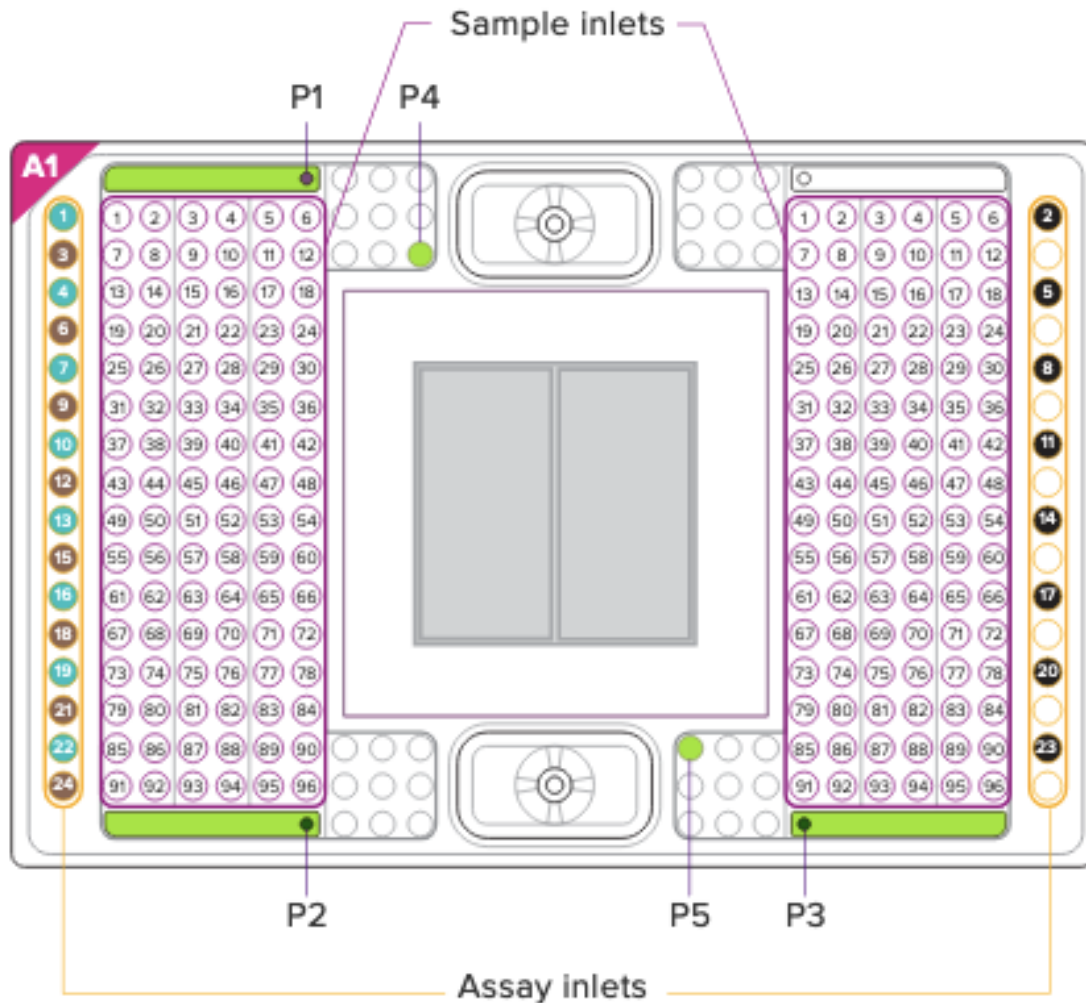 Sample inlets
P1 P4
A1
1 1 2 3 4 5 6 1 2 3 4 5 6 2
3 7 8 9 10 11 12 7 8 9 10 11 12
4 13 14 15 16 17 18 13 14 15 16 17 18 5
6 19 20 21 22 23 24 19 20 21 22 23 24
7 25 26 27 28 29 30 25 26 27 28 29 30 8
9 31 32 33 34 35 36 31 32 33 34 35 36
10 37 38 39 40 41 42 37 38 39 40 41 42 11
12 43 44 45 46 47 48 43 44 45 46 47 48
13 49 50 51 52 53 54 49 50 51 52 53 54 14
15 55 56 57 58 59 60 55 56 57 58 59 60
16 61 62 63 64 65 66 61 62 63 64 65 66 17
18 67 68 69 70 71 72 67 68 69 70 71 72
19 73 74 75 76 77 78 73 74 75 76 77 78 20
21 79 80 81 82 83 84 79 80 81 82 83 84
22 85 86 87 88 89 90 85 86 87 88 89 90 23
24 91 92 93 94 95 96 91 92 93 94 95 96
P2 P5 P3
Assay inlets